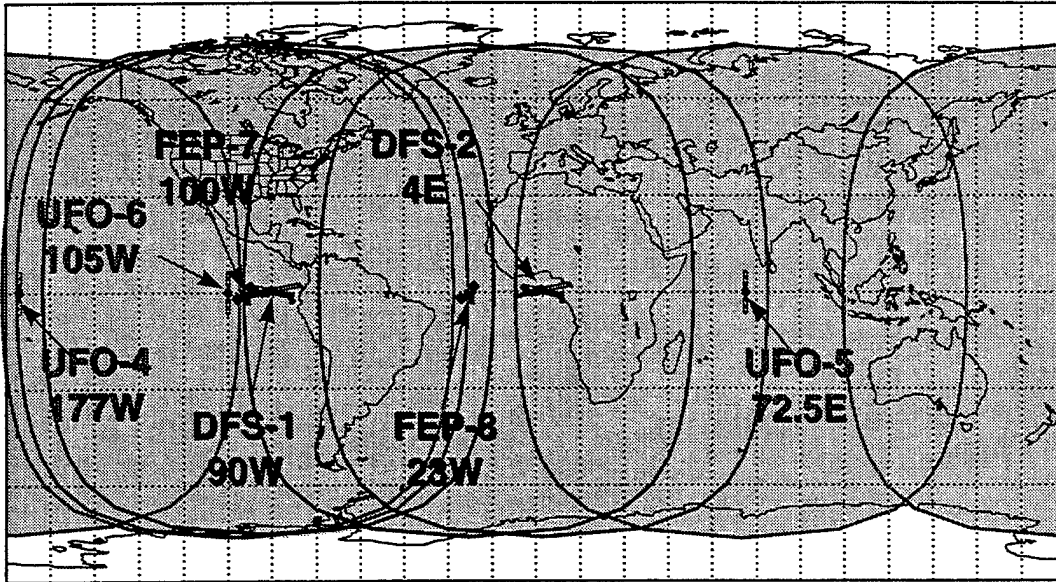 FEP-7
100W
DFS-2
4E
UFO-6
105W
UFO-4
177W
UFO-5
72.5E
DFS-1
90W
FEP-8
23W